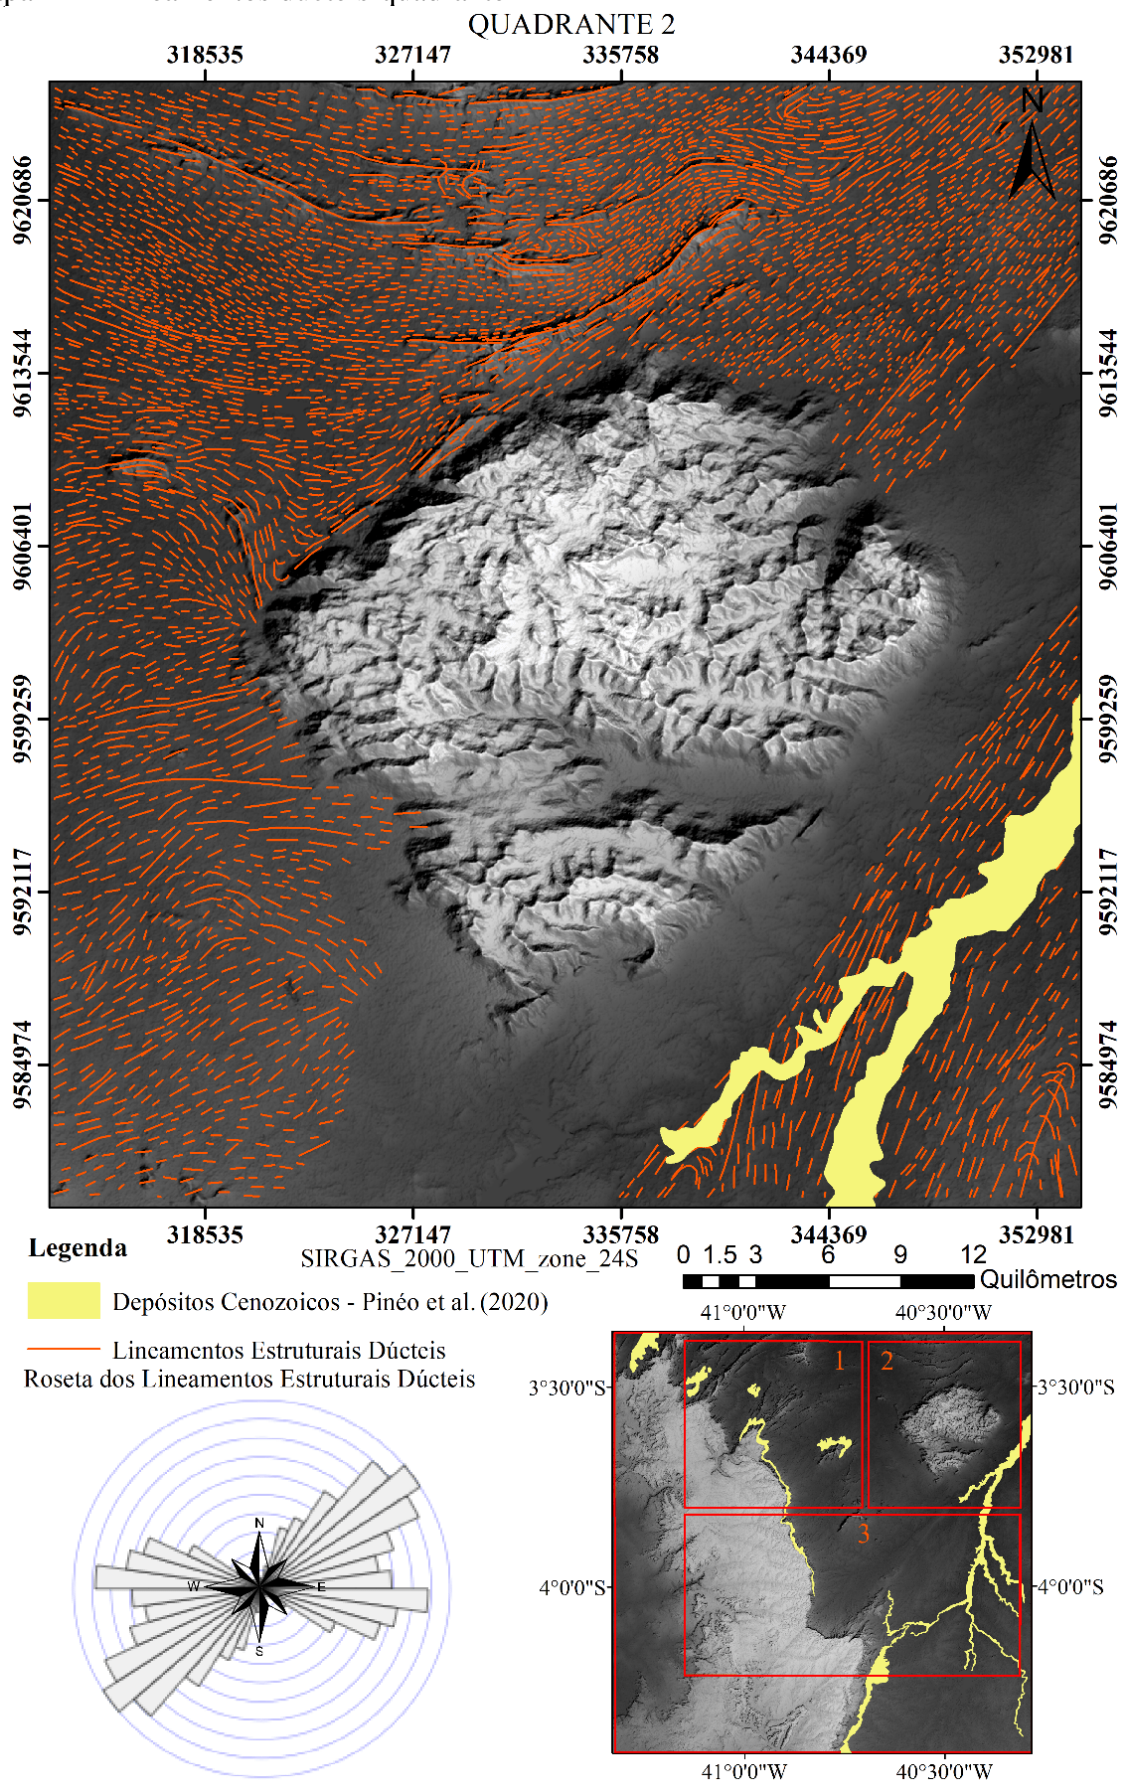 QUADRANTE 2
318535 327147 335758 344369 352981
N
9620686 9620686
9613544 9613544
9606401 9606401
9599259 9599259
9592117 9592117
9584974 9584974
318535 327147 335758 344369 352981
Legenda
SIRGAS_2000_UTM_zone_24S
0 1.5 3 6 9 12
Quilômetros
Depósitos Cenozoicos - Pinéo et al. (2020)
Lineamentos Estruturais Dúcteis
Roseta dos Lineamentos Estruturais Dúcteis
N
W E
S
41°0'0"W 40°30'0"W
1 2
3°30'0"S 3°30'0"S
3
4°0'0"S 4°0'0"S
41°0'0"W 40°30'0"W